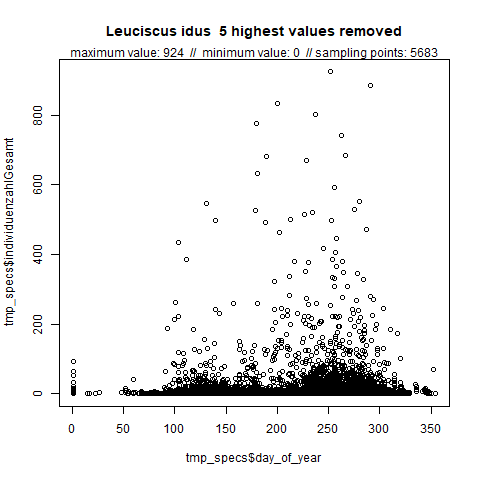 Leuciscus idus  5 highest values removed
maximum value: 924  //  minimum value: 0  // sampling points: 5683
tmp_specs$individuenzahlGesamt
800
600
400
200
0
0 50 100 150 200 250 300 350
tmp_specs$day_of_year